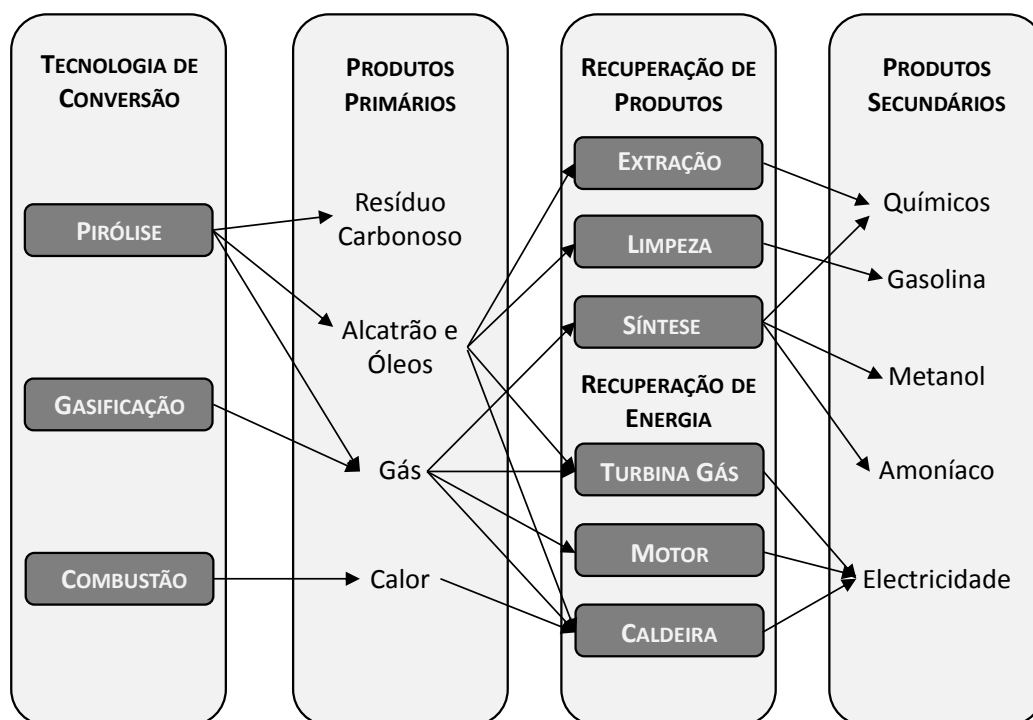 TECNOLOGIA DE
CONVERSÃO
PIRÓLISE
GASIFICAÇÃO
COMBUSTÃO
PRODUTOS
PRIMÁRIOS
Resíduo
Carbonoso
Alcatrão e
Óleos
Gás
Calor
RECUPERAÇÃO DE
PRODUTOS
EXTRAÇÃO
LIMPEZA
SÍNTESE
RECUPERAÇÃO DE
ENERGIA
TURBINA GÁS
MOTOR
CALDEIRA
PRODUTOS
SECUNDÁRIOS
Químicos
Gasolina
Metanol
Amoníaco
Electricidade